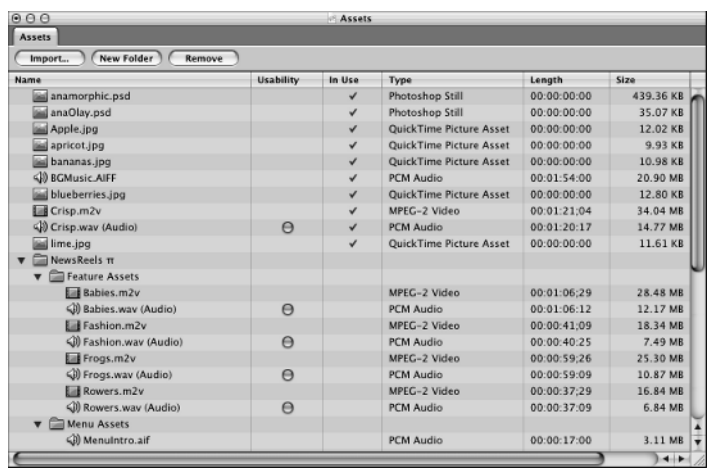 Assets
Assets
Import... New Folder Remove
Name Usability In Use Type Length Size
anamorphic.psd ✓ Photoshop Still 00:00:00:00 439.36 KB
anaOlay.psd ✓ Photoshop Still 00:00:00:00 35.07 KB
Apple.jpg ✓ QuickTime Picture Asset 00:00:00:00 12.02 KB
apricot.jpg ✓ QuickTime Picture Asset 00:00:00:00 9.93 KB
bananas.jpg ✓ QuickTime Picture Asset 00:00:00:00 10.98 KB
BGMusic.AIFF ✓ PCM Audio 00:01:54:00 20.90 MB
blueberries.jpg ✓ QuickTime Picture Asset 00:00:00:00 12.80 KB
Crisp.m2v ✓ MPEG-2 Video 00:01:21;04 34.04 MB
Crisp.wav (Audio) ✓ PCM Audio 00:01:20:17 14.77 MB
lime.jpg ✓ QuickTime Picture Asset 00:00:00:00 11.61 KB
NewsReels π
Feature Assets
Babies.m2v MPEG-2 Video 00:01:06;29 28.48 MB
Babies.wav (Audio) PCM Audio 00:01:06:12 12.17 MB
Fashion.m2v MPEG-2 Video 00:00:41;09 18.34 MB
Fashion.wav (Audio) PCM Audio 00:00:40:25 7.49 MB
Frogs.m2v MPEG-2 Video 00:00:59;26 25.30 MB
Frogs.wav (Audio) PCM Audio 00:00:59:09 10.87 MB
Rowers.m2v MPEG-2 Video 00:00:37;29 16.84 MB
Rowers.wav (Audio) PCM Audio 00:00:37:09 6.84 MB
Menu Assets
MenuIntro.aif PCM Audio 00:00:17:00 3.11 MB